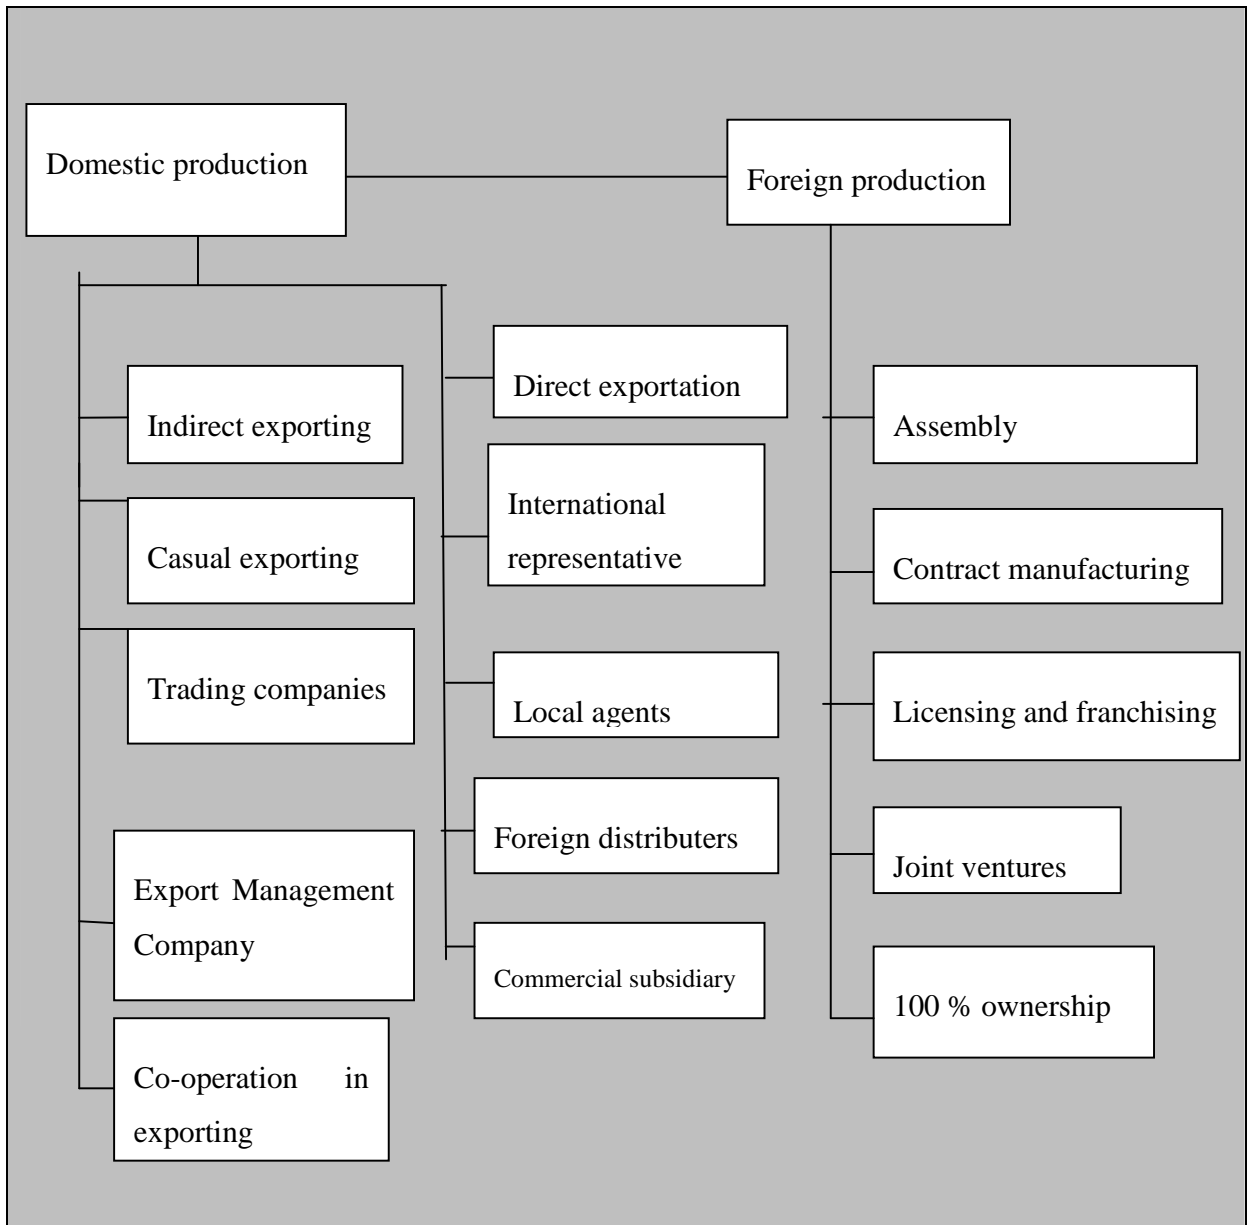 Domestic production
Foreign production
Indirect exporting
Casual exporting
Trading companies
Export Management
Company
Co-operation in
exporting
Direct exportation
International
representative
Local agents
Foreign distributers
Commercial subsidiary
Assembly
Contract manufacturing
Licensing and franchising
Joint ventures
100 % ownership